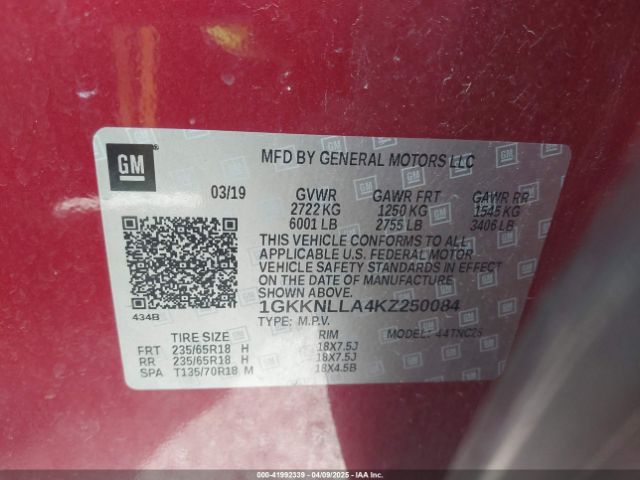 GM
MFD BY GENERAL MOTORS LLC
03/19 GVWR GAWR FRT GAWR RR
2722 KG 1250 KG 1545 KG
6001 LB 2755 LB 3406 LB
THIS VEHICLE CONFORMS TO ALL
APPLICABLE U.S. FEDERAL MOTOR
VEHICLE SAFETY STANDARDS IN EFFECT
ON THE DATE OF MANUFACTURE
SHOWN ABOVE.
434B
1GKKNLLA4KZ250084
TYPE: M.P.V. MODEL: 44TNC26
TIRE SIZE RIM
FRT 235/65R18 H 18X7.5J
RR 235/65R18 H 18X7.5J
SPA T135/70R18 M 18X4.5B
000-41992339 | 04/09/2025 | IAA Inc.